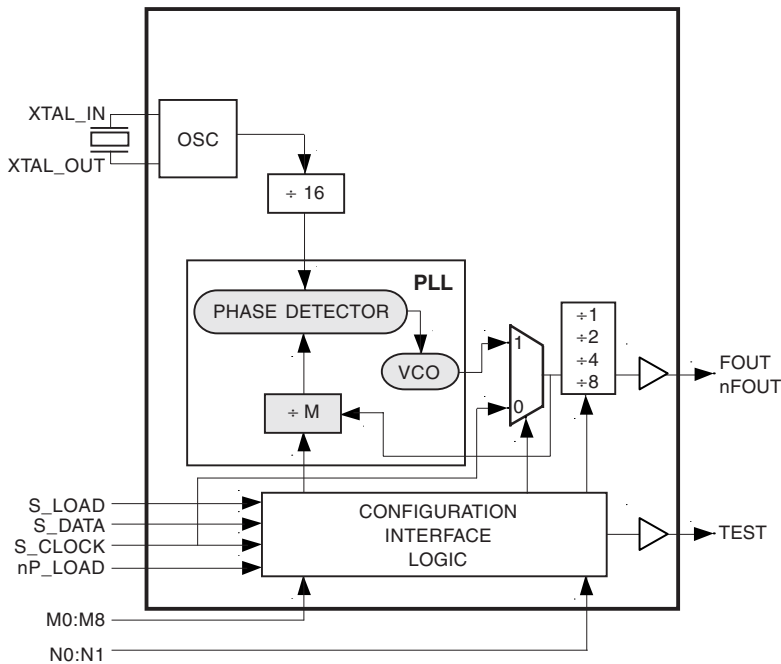 XTAL_IN
XTAL_OUT
OSC
÷ 16
PLL
PHASE DETECTOR
VCO
÷ M
1
0
÷1
÷2
÷4
÷8
FOUT
nFOUT
S_LOAD
S_DATA
S_CLOCK
nP_LOAD
CONFIGURATION
INTERFACE
LOGIC
TEST
M0:M8
N0:N1